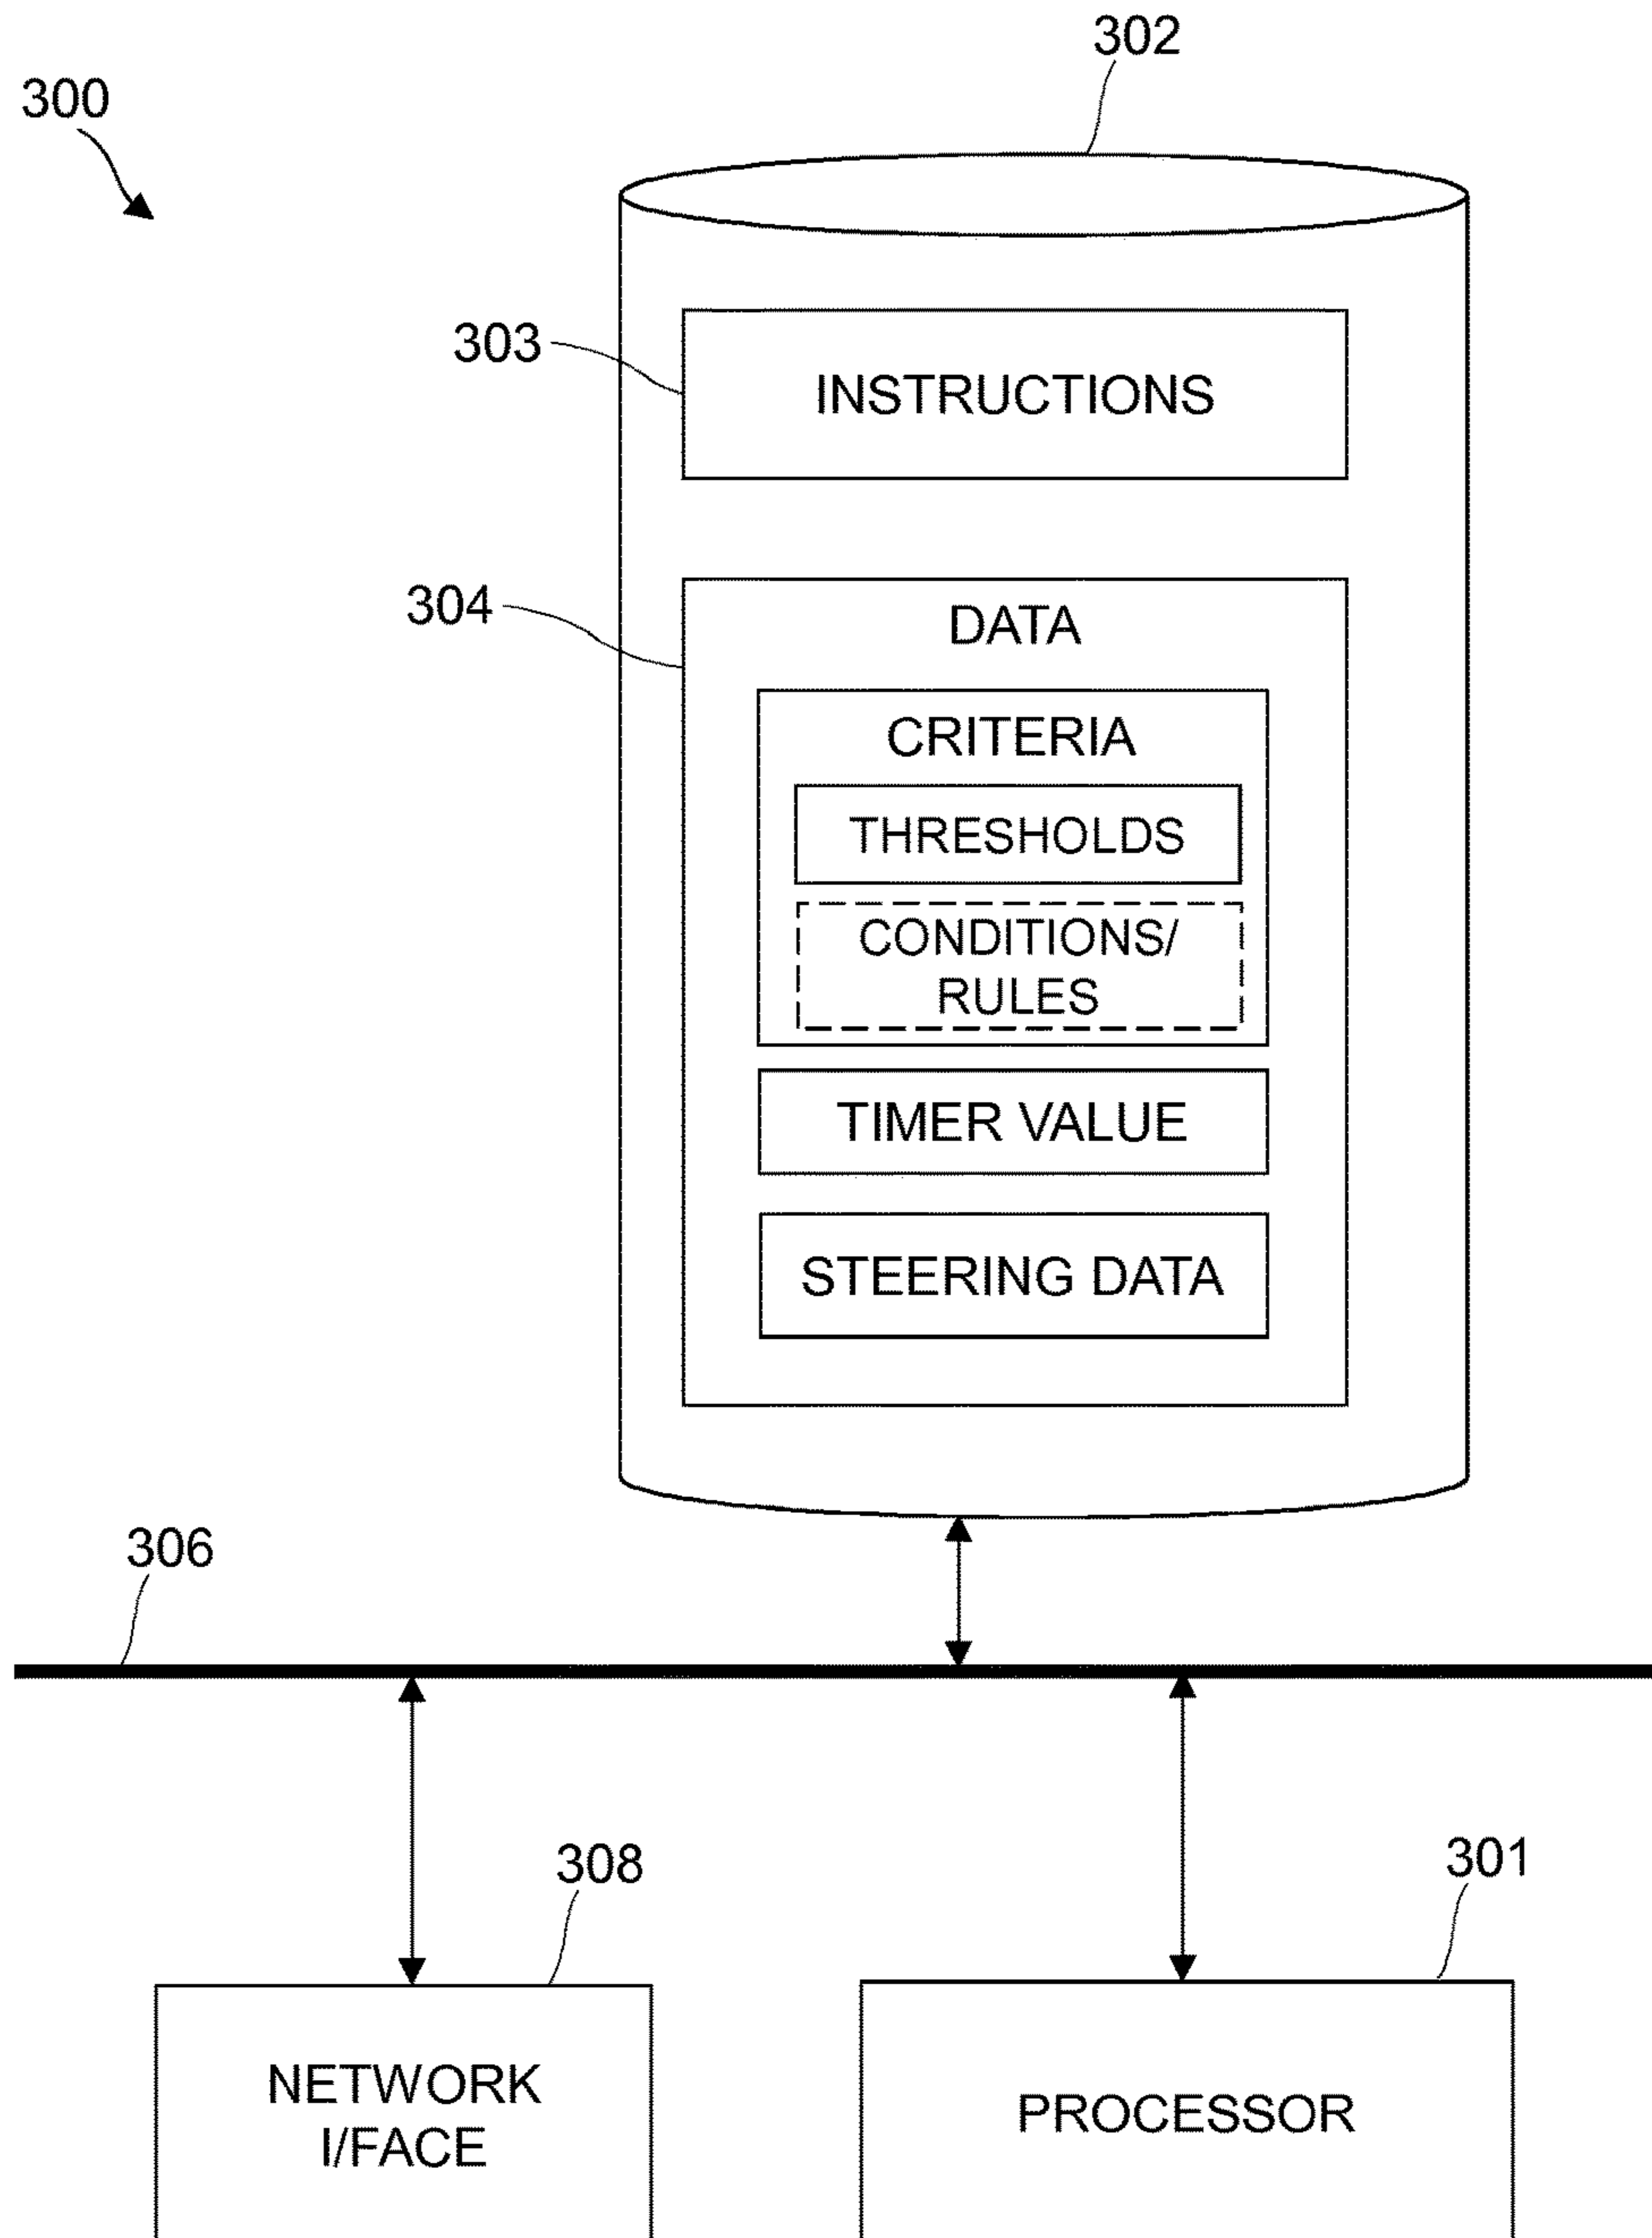 302
300
303
INSTRUCTIONS
304
DATA
CRITERIA
THRESHOLDS
CONDITIONS/
RULES
TIMER VALUE
STEERING DATA
306
308
301
NETWORK
I/FACE
PROCESSOR